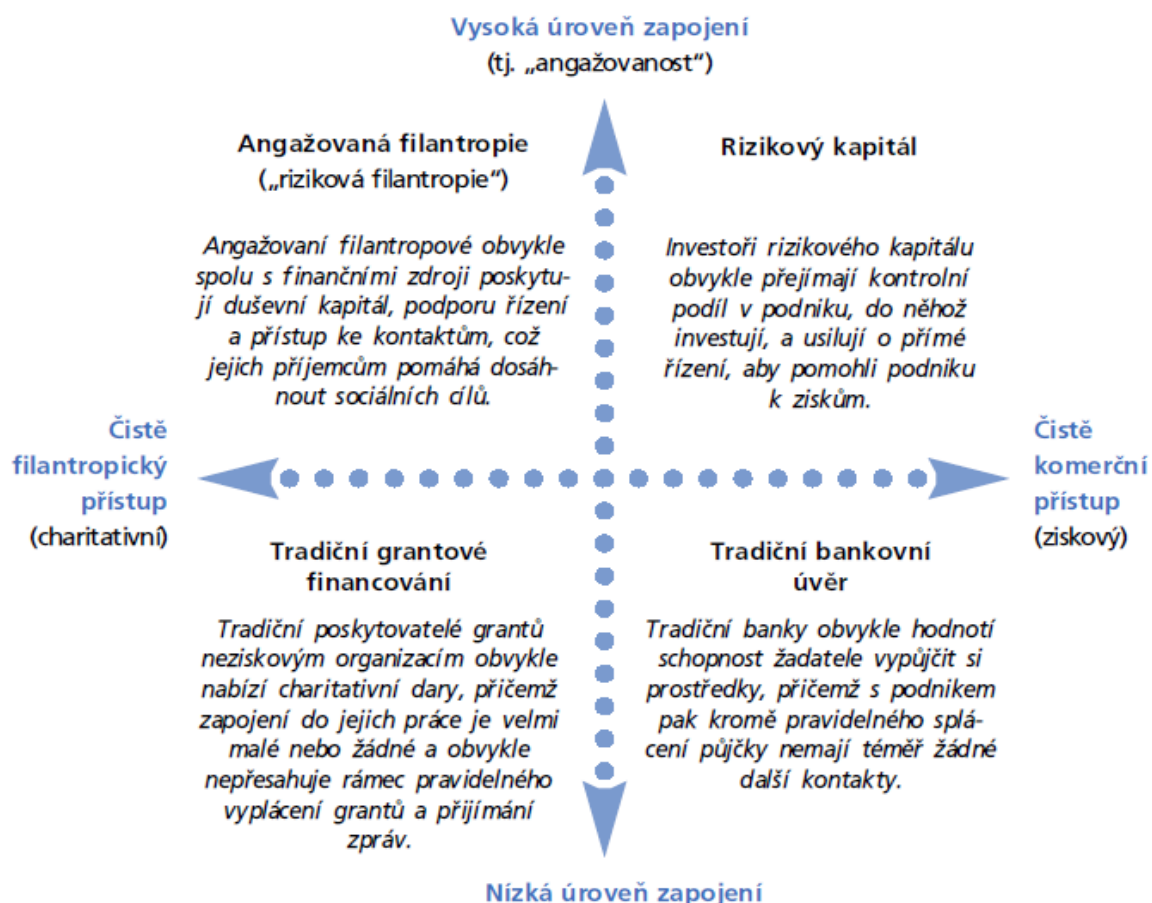 Vysoká úroveň zapojení
(tj. „angažovanost“)
Angažovaná filantropie
(„riziková filantropie“)
Angažovaní filantropové obvykle
spolu s finančními zdroji poskytu-
jí duševní kapitál, podporu řízení
a přístup ke kontaktům, což
jejich příjemcům pomáhá dosáh-
nout sociálních cílů.
Rizikový kapitál
Investoři rizikového kapitálu
obvykle přejímají kontrolní
podíl v podniku, do něhož
investují, a usilují o přímé
řízení, aby pomohli podniku
k ziskům.
Čistě
filantropický
přístup
(charitativní)
Čistě
komerční
přístup
(ziskový)
Tradiční grantové
financování
Tradiční poskytovatelé grantů
neziskovým organizacím obvykle
nabízí charitativní dary, přičemž
zapojení do jejich práce je velmi
malé nebo žádné a obvykle
nepřesahuje rámec pravidelného
vyplácení grantů a přijímání
zpráv.
Tradiční bankovní
úvěr
Tradiční banky obvykle hodnotí
schopnost žadatele vypůjčit si
prostředky, přičemž s podnikem
pak kromě pravidelného splá-
cení půjčky nemají téměř žádné
další kontakty.
Nízká úroveň zapojení